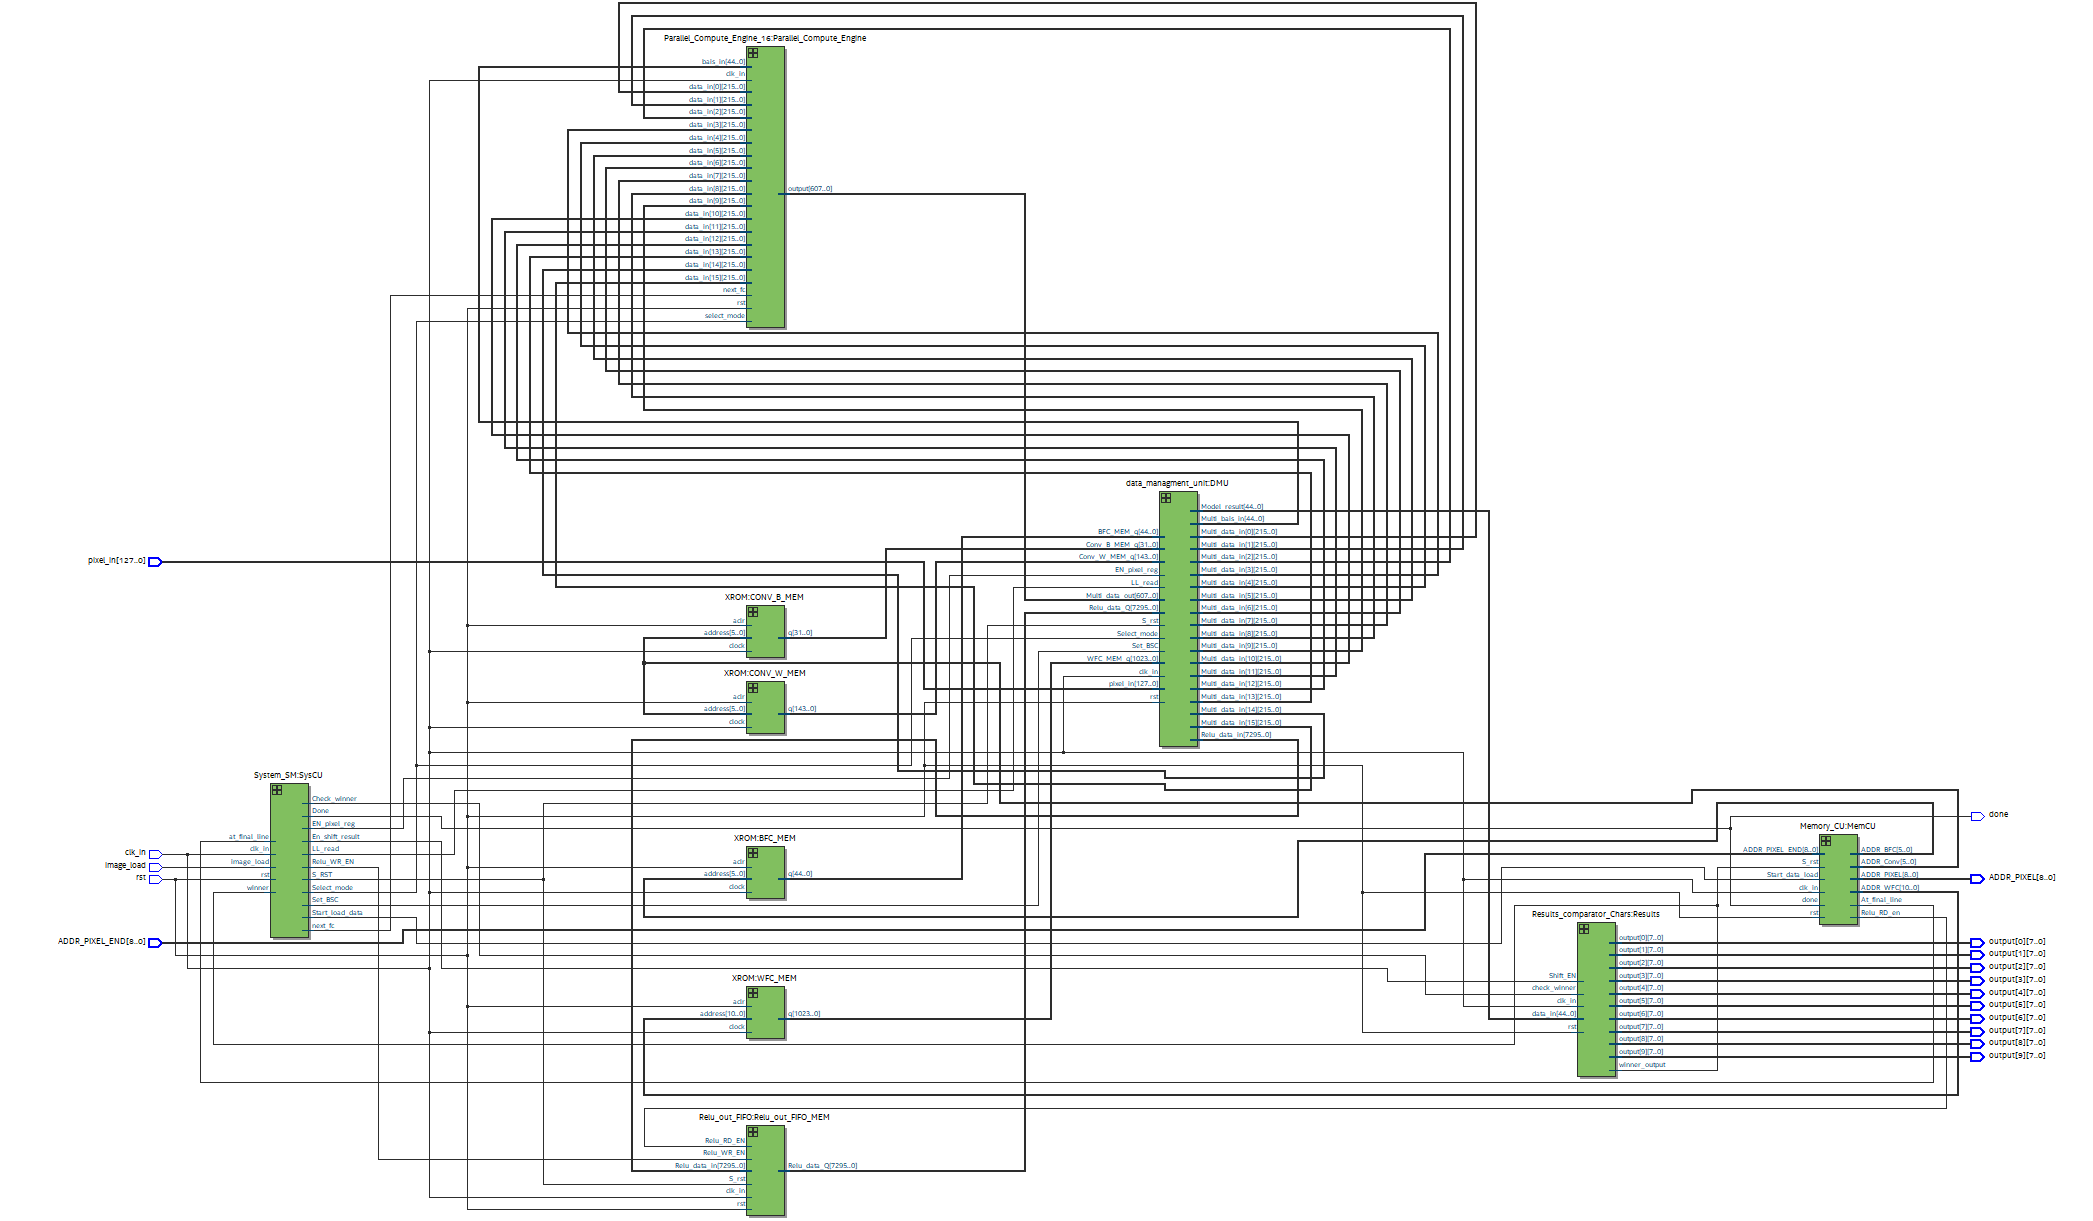 Parallel_Compute_Engine_16:Parallel_Compute_Engine
bais_in[44..0]
clk_in
data_in[0][215..0]
data_in[1][215..0]
data_in[2][215..0]
data_in[3][215..0]
data_in[4][215..0]
data_in[5][215..0]
data_in[6][215..0]
data_in[7][215..0]
data_in[8][215..0]
data_in[9][215..0]
data_in[10][215..0]
data_in[11][215..0]
data_in[12][215..0]
data_in[13][215..0]
data_in[14][215..0]
data_in[15][215..0]
next_fc
rst
select_mode
output[607..0]
data_managment_unit:DMU
BFC_MEM_q[44..0]
Conv_B_MEM_q[31..0]
Conv_W_MEM_q[143..0]
EN_pixel_reg
LL_read
Multi_data_out[607..0]
Relu_data_Q[7295..0]
S_rst
Select_mode
Set_BSC
WFC_MEM_q[1023..0]
clk_in
pixel_in[127..0]
rst
Model_result[44..0]
Multi_bais_in[44..0]
Multi_data_in[0][215..0]
Multi_data_in[1][215..0]
Multi_data_in[2][215..0]
Multi_data_in[3][215..0]
Multi_data_in[4][215..0]
Multi_data_in[5][215..0]
Multi_data_in[6][215..0]
Multi_data_in[7][215..0]
Multi_data_in[8][215..0]
Multi_data_in[9][215..0]
Multi_data_in[10][215..0]
Multi_data_in[11][215..0]
Multi_data_in[12][215..0]
Multi_data_in[13][215..0]
Multi_data_in[14][215..0]
Multi_data_in[15][215..0]
Relu_data_in[7295..0]
pixel_in[127..0]
XROM:CONV_B_MEM
aclr
address[5..0]
clock
q[31..0]
XROM:CONV_W_MEM
aclr
address[5..0]
clock
q[143..0]
System_SM:SysCU
at_final_line
clk_in
image_load
rst
winner
Check_winner
Done
EN_pixel_reg
En_shift_result
LL_read
Relu_WR_EN
S_RST
Select_mode
Set_BSC
Start_load_data
next_fc
clk_in
image_load
rst
ADDR_PIXEL_END[8..0]
XROM:BFC_MEM
aclr
address[5..0]
clock
q[44..0]
XROM:WFC_MEM
aclr
address[10..0]
clock
q[1023..0]
Relu_out_FIFO:Relu_out_FIFO_MEM
Relu_RD_EN
Relu_WR_EN
Relu_data_in[7295..0]
S_rst
clk_in
rst
Relu_data_Q[7295..0]
Memory_CU:MemCU
ADDR_PIXEL_END[8..0]
S_rst
Start_data_load
clk_in
done
rst
ADDR_BFC[5..0]
ADDR_Conv[5..0]
ADDR_PIXEL[8..0]
ADDR_WFC[10..0]
At_final_line
Relu_RD_en
Results_comparator_Chars:Results
Shift_EN
check_winner
clk_in
data_in[44..0]
rst
output[0][7..0]
output[1][7..0]
output[2][7..0]
output[3][7..0]
output[4][7..0]
output[5][7..0]
output[6][7..0]
output[7][7..0]
output[8][7..0]
output[9][7..0]
winner_output
done
ADDR_PIXEL[8..0]
output[0][7..0]
output[1][7..0]
output[2][7..0]
output[3][7..0]
output[4][7..0]
output[5][7..0]
output[6][7..0]
output[7][7..0]
output[8][7..0]
output[9][7..0]